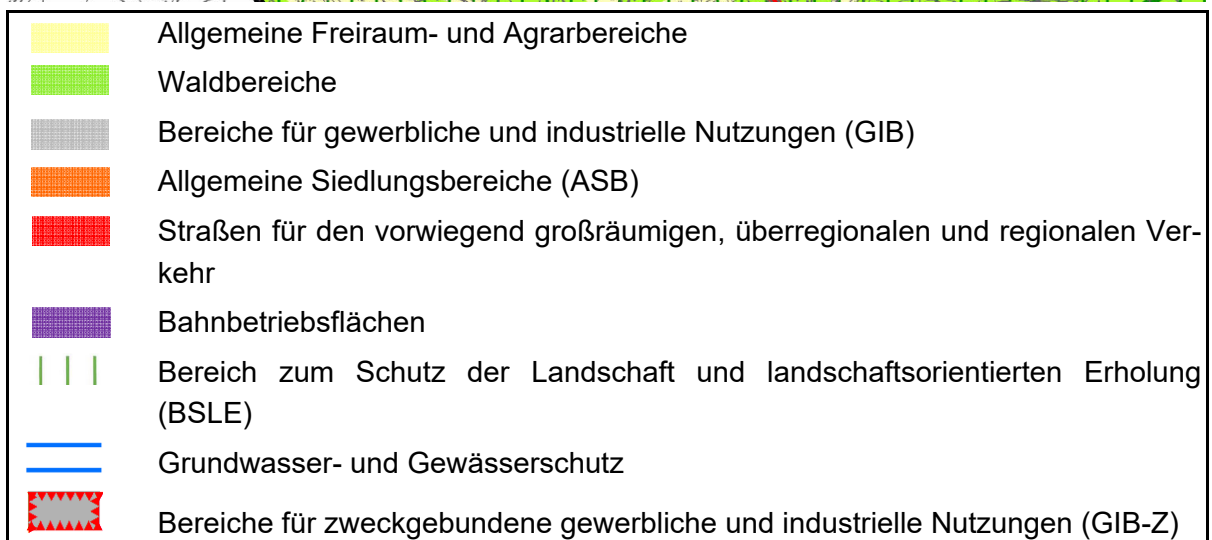 Allgemeine Freiraum- und Agrarbereiche
Waldbereiche
Bereiche für gewerbliche und industrielle Nutzungen (GIB)
Allgemeine Siedlungsbereiche (ASB)
Straßen für den vorwiegend großräumigen, überregionalen und regionalen Ver-
kehr
Bahnbetriebsflächen
Bereich zum Schutz der Landschaft und landschaftsorientierten Erholung
(BSLE)
Grundwasser- und Gewässerschutz
Bereiche für zweckgebundene gewerbliche und industrielle Nutzungen (GIB-Z)